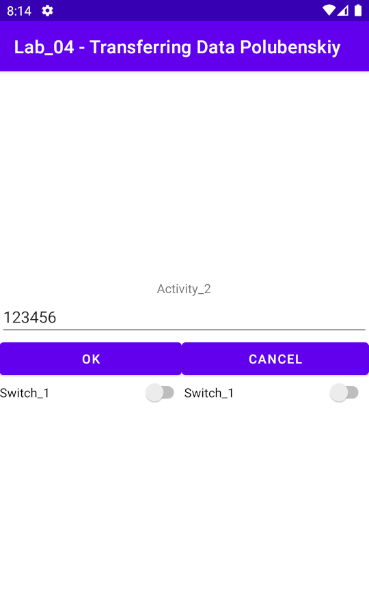 8:14
Lab_04 - Transferring Data Polubenskiy
Activity_2
123456
OK CANCEL
Switch_1 Switch_1